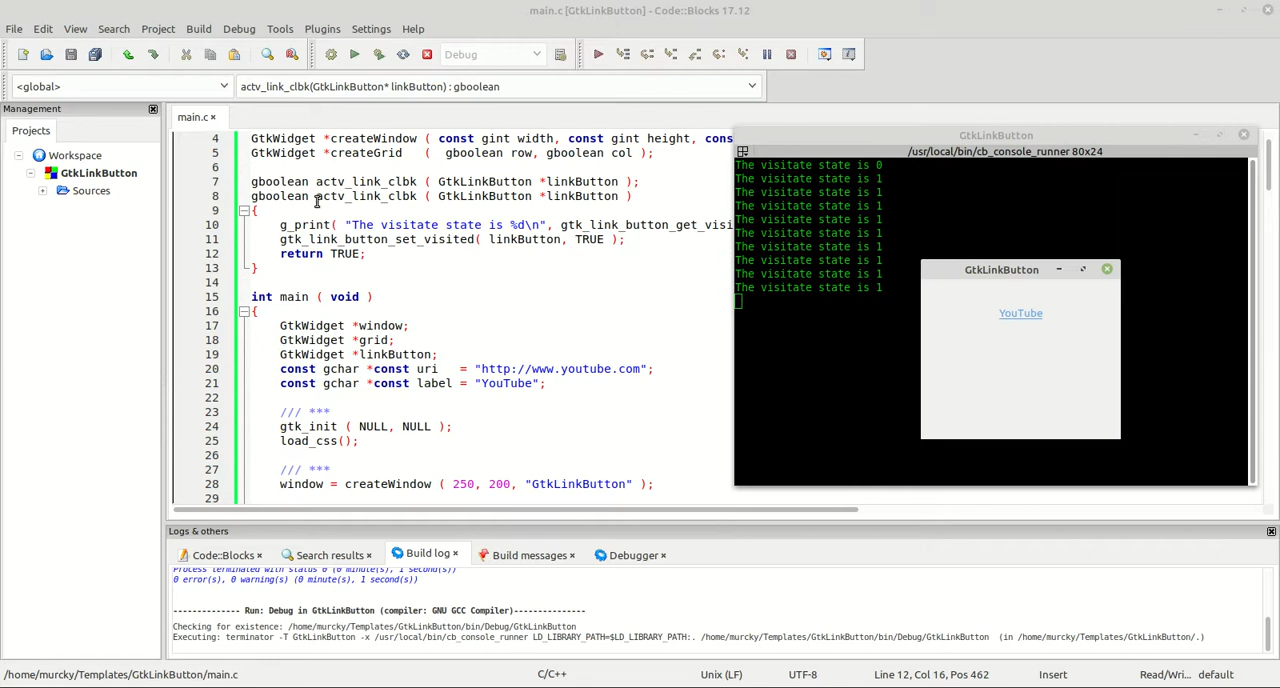 main.c [GtkLinkButton] - Code::Blocks 17.12
File Edit View Search Project Build Debug Tools Plugins Settings Help
Debug
<global>
actv_link_clbk(GtkLinkButton* linkButton) : gboolean
Management
Projects
Workspace
GtkLinkButton
Sources
main.c
4 GtkWidget *createWindow ( const gint width, const gint height, cons
5 GtkWidget *createGrid   (  gboolean row, gboolean col );
6
7 gboolean actv_link_clbk ( GtkLinkButton *linkButton );
8 gboolean actv_link_clbk ( GtkLinkButton *linkButton )
9 {
10     g_print( "The visitate state is %d\n", gtk_link_button_get_visi
11     gtk_link_button_set_visited( linkButton, TRUE );
12     return TRUE;
13 }
14
15 int main ( void )
16 {
17     GtkWidget *window;
18     GtkWidget *grid;
19     GtkWidget *linkButton;
20     const gchar *const uri   = "http://www.youtube.com";
21     const gchar *const label = "YouTube";
22
23     /// ***
24     gtk_init ( NULL, NULL );
25     load_css();
26
27     /// ***
28     window = createWindow ( 250, 200, "GtkLinkButton" );
29
GtkLinkButton
/usr/local/bin/cb_console_runner 80x24
The visitate state is 0
The visitate state is 1
The visitate state is 1
The visitate state is 1
The visitate state is 1
The visitate state is 1
The visitate state is 1
The visitate state is 1
The visitate state is 1
The visitate state is 1
GtkLinkButton
YouTube
Logs & others
Code::Blocks
Search results
Build log
Build messages
Debugger
Process terminated with status 0 (0 minute(s), 1 second(s))
0 error(s), 0 warning(s) (0 minute(s), 1 second(s))
-------------- Run: Debug in GtkLinkButton (compiler: GNU GCC Compiler)---------------
Checking for existence: /home/murcky/Templates/GtkLinkButton/bin/Debug/GtkLinkButton
Executing: terminator -T GtkLinkButton -x /usr/local/bin/cb_console_runner LD_LIBRARY_PATH=$LD_LIBRARY_PATH:. /home/murcky/Templates/GtkLinkButton/bin/Debug/GtkLinkButton  (in /home/murcky/Templates/GtkLinkButton/.)
/home/murcky/Templates/GtkLinkButton/main.c
C/C++
Unix (LF)
UTF-8
Line 12, Col 16, Pos 462
Insert
Read/Wri...
default